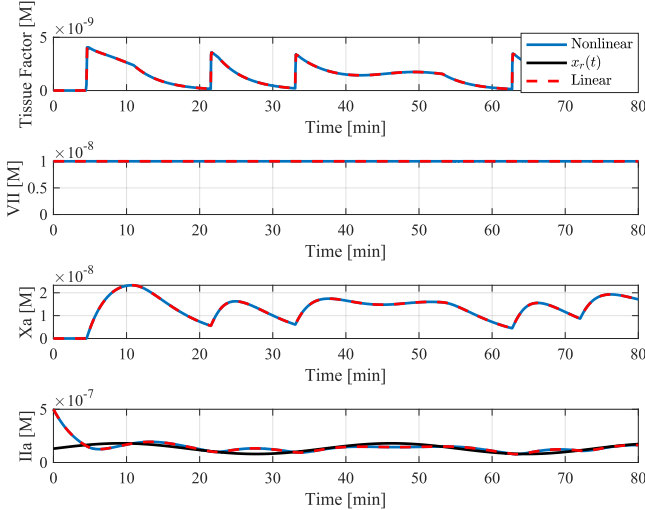 ×10⁻⁹
Tissue Factor [M]
5
0
0 10 20 30 40 50 60 70 80
Time [min]
Nonlinear
x_r(t)
Linear
×10⁻⁸
VII [M]
1
0.5
0
0 10 20 30 40 50 60 70 80
Time [min]
×10⁻⁸
Xa [M]
2
1
0
0 10 20 30 40 50 60 70 80
Time [min]
×10⁻⁷
IIa [M]
5
0
0 10 20 30 40 50 60 70 80
Time [min]